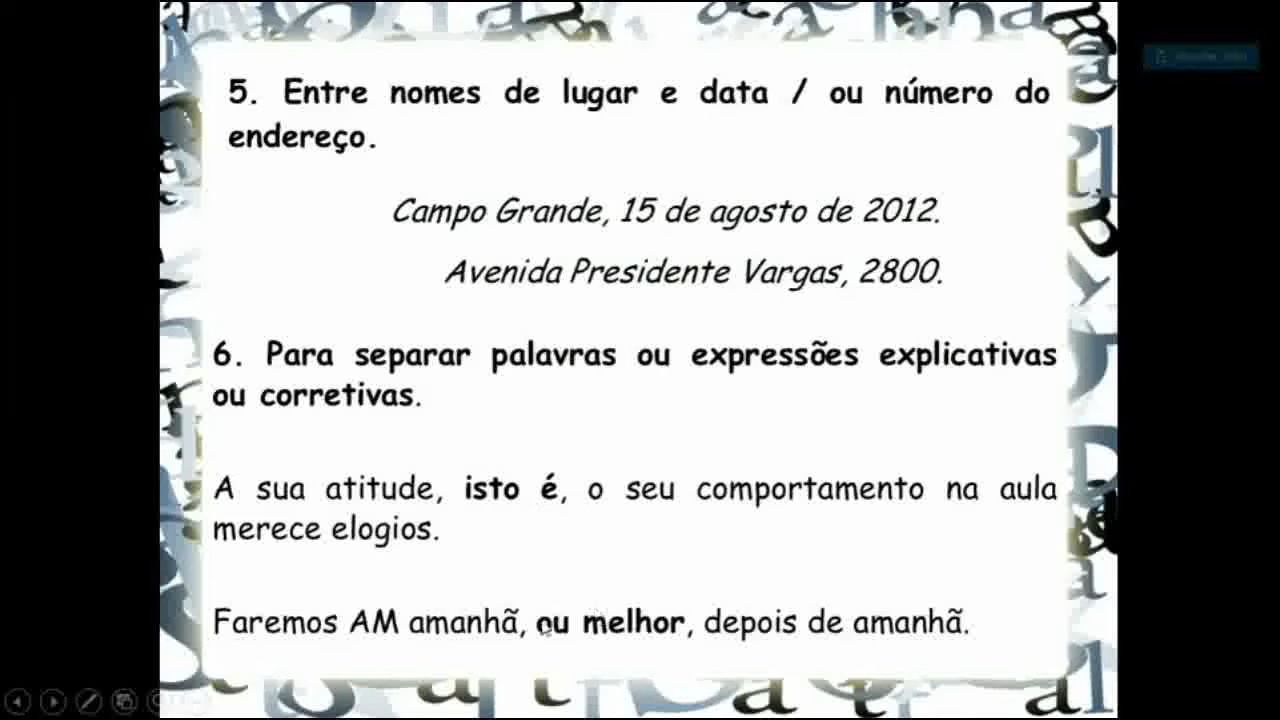 5. Entre nomes de lugar e data / ou número do
endereço.
Campo Grande, 15 de agosto de 2012.
Avenida Presidente Vargas, 2800.
6. Para separar palavras ou expressões explicativas
ou corretivas.
A sua atitude, isto é, o seu comportamento na aula
merece elogios.
Faremos AM amanhã, ou melhor, depois de amanhã.